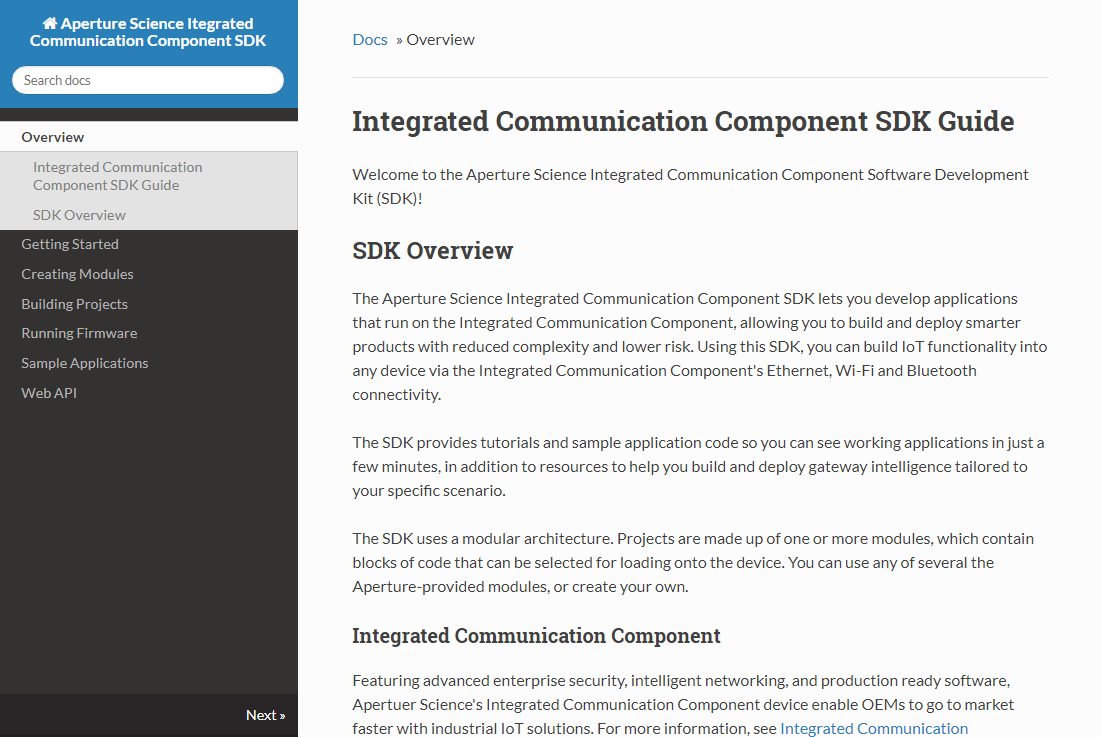 Aperture Science Itegrated
Communication Component SDK
Search docs
Overview
Integrated Communication
Component SDK Guide
SDK Overview
Getting Started
Creating Modules
Building Projects
Running Firmware
Sample Applications
Web API
Next »
Docs » Overview
Integrated Communication Component SDK Guide
Welcome to the Aperture Science Integrated Communication Component Software Development
Kit (SDK)!
SDK Overview
The Aperture Science Integrated Communication Component SDK lets you develop applications
that run on the Integrated Communication Component, allowing you to build and deploy smarter
products with reduced complexity and lower risk. Using this SDK, you can build IoT functionality into
any device via the Integrated Communication Component's Ethernet, Wi-Fi and Bluetooth
connectivity.
The SDK provides tutorials and sample application code so you can see working applications in just a
few minutes, in addition to resources to help you build and deploy gateway intelligence tailored to
your specific scenario.
The SDK uses a modular architecture. Projects are made up of one or more modules, which contain
blocks of code that can be selected for loading onto the device. You can use any of several the
Aperture-provided modules, or create your own.
Integrated Communication Component
Featuring advanced enterprise security, intelligent networking, and production ready software,
Apertuer Science's Integrated Communication Component device enable OEMs to go to market
faster with industrial IoT solutions. For more information, see Integrated Communication